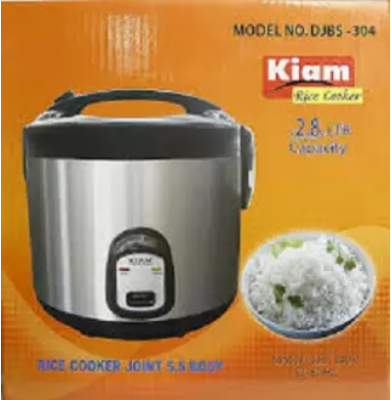 MODEL NO. DJBS -304
Kiam
Rice Cooker
2.8 LTR
Capacity
KIAM
RICE COOKER JOINT S.S BODY